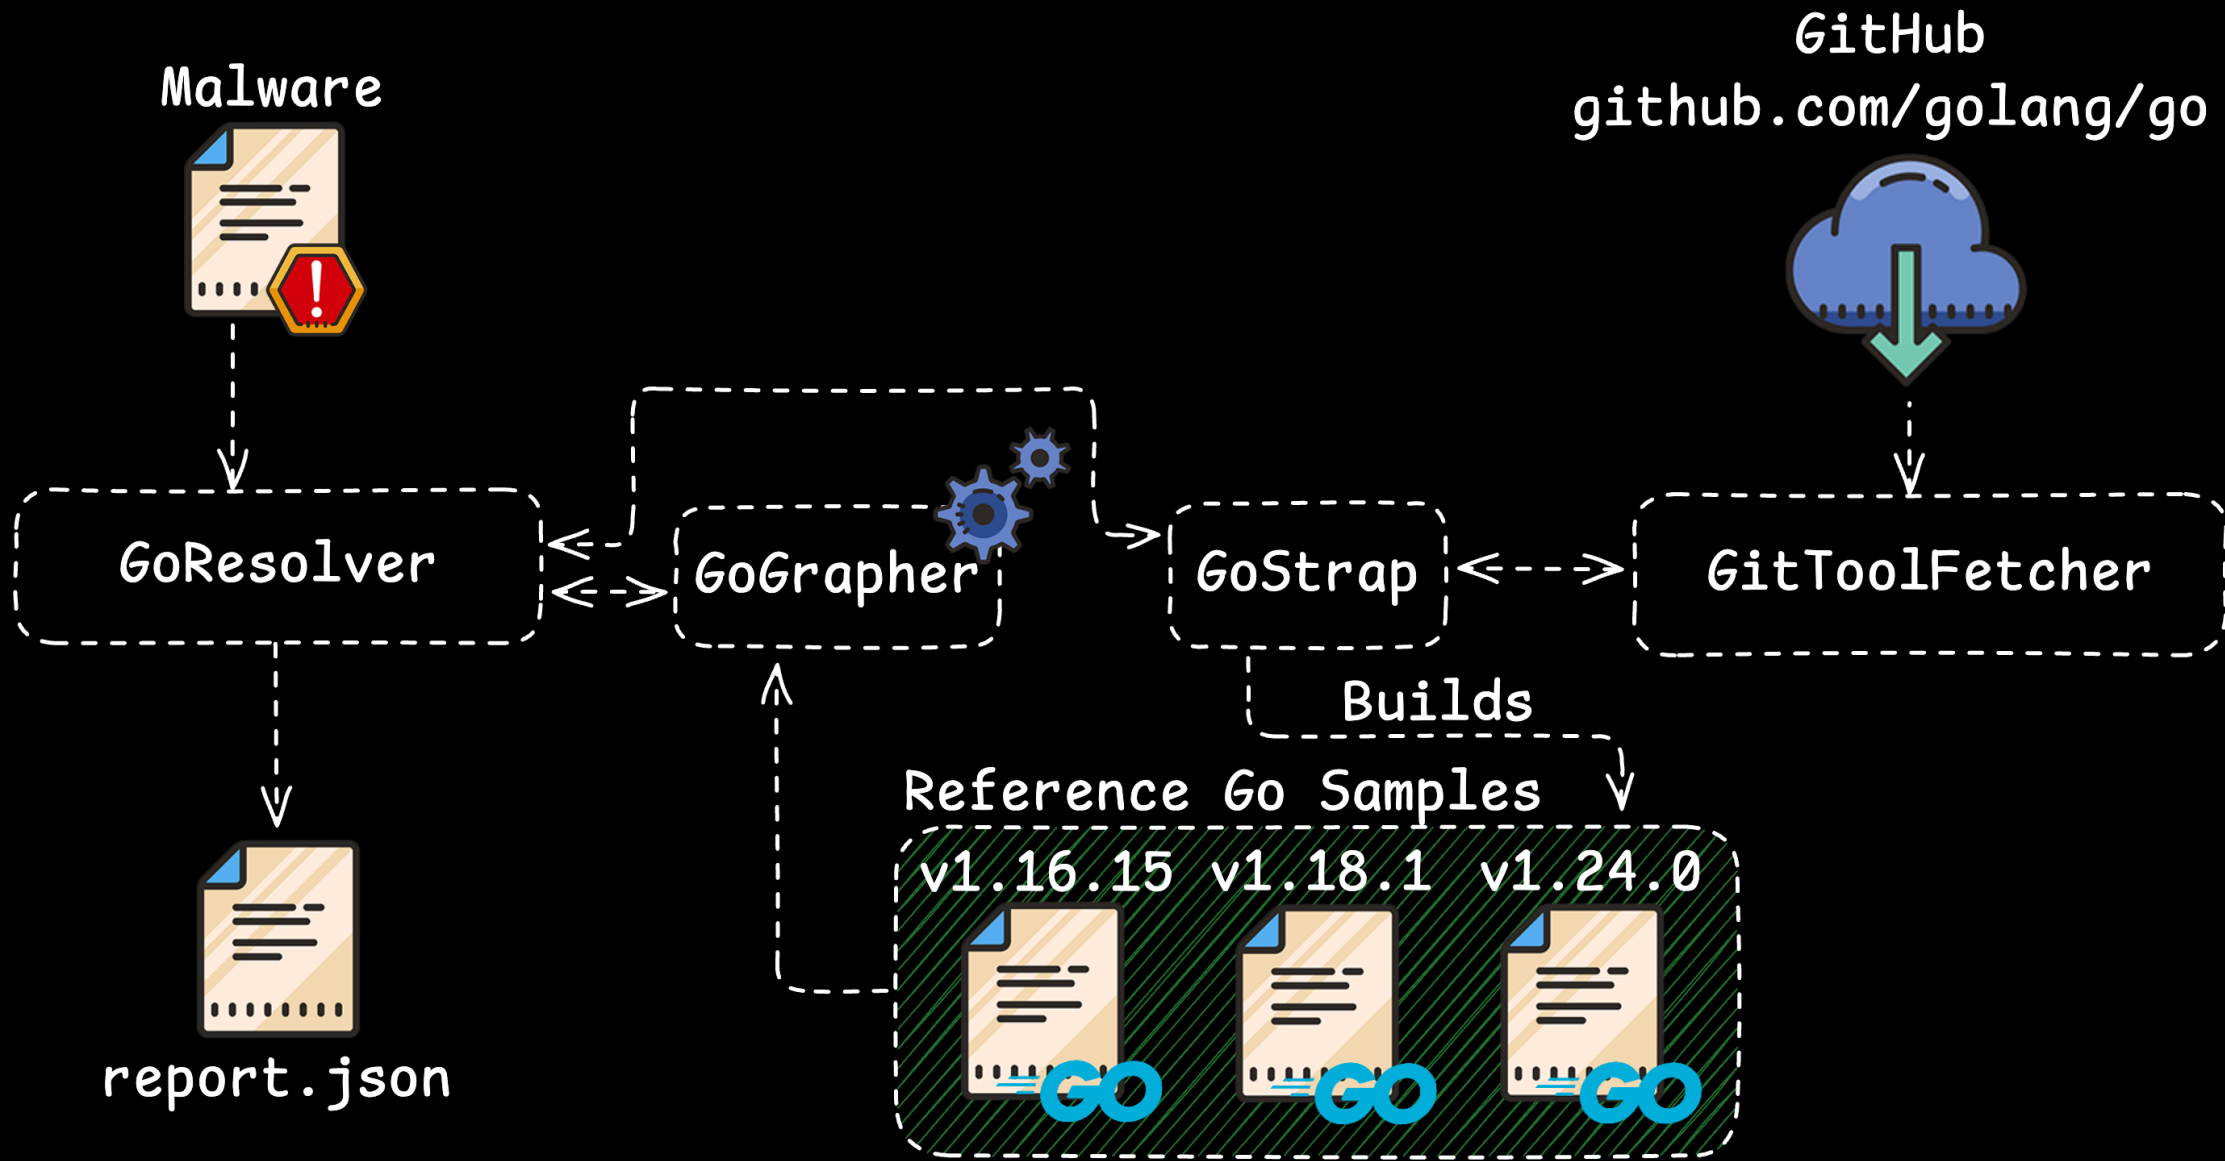 GitHub
github.com/golang/go
Malware
GoResolver
GoGrapher
GoStrap
GitToolFetcher
Builds
Reference Go Samples
v1.16.15
v1.18.1
v1.24.0
GO
GO
GO
report.json